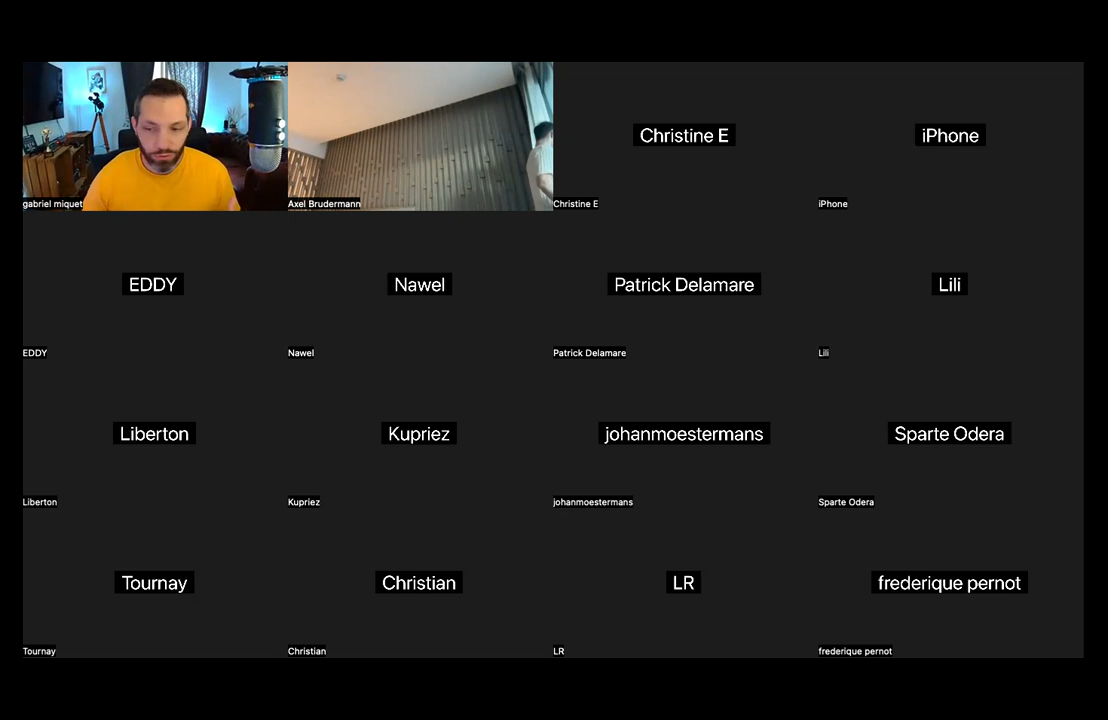 gabriel miquet
Axel Brudermann
Christine E
Christine E
iPhone
iPhone
EDDY
EDDY
Nawel
Nawel
Patrick Delamare
Patrick Delamare
Lili
Lili
Liberton
Liberton
Kupriez
Kupriez
johanmoestermans
johanmoestermans
Sparte Odera
Sparte Odera
Tournay
Tournay
Christian
Christian
LR
LR
frederique pernot
frederique pernot